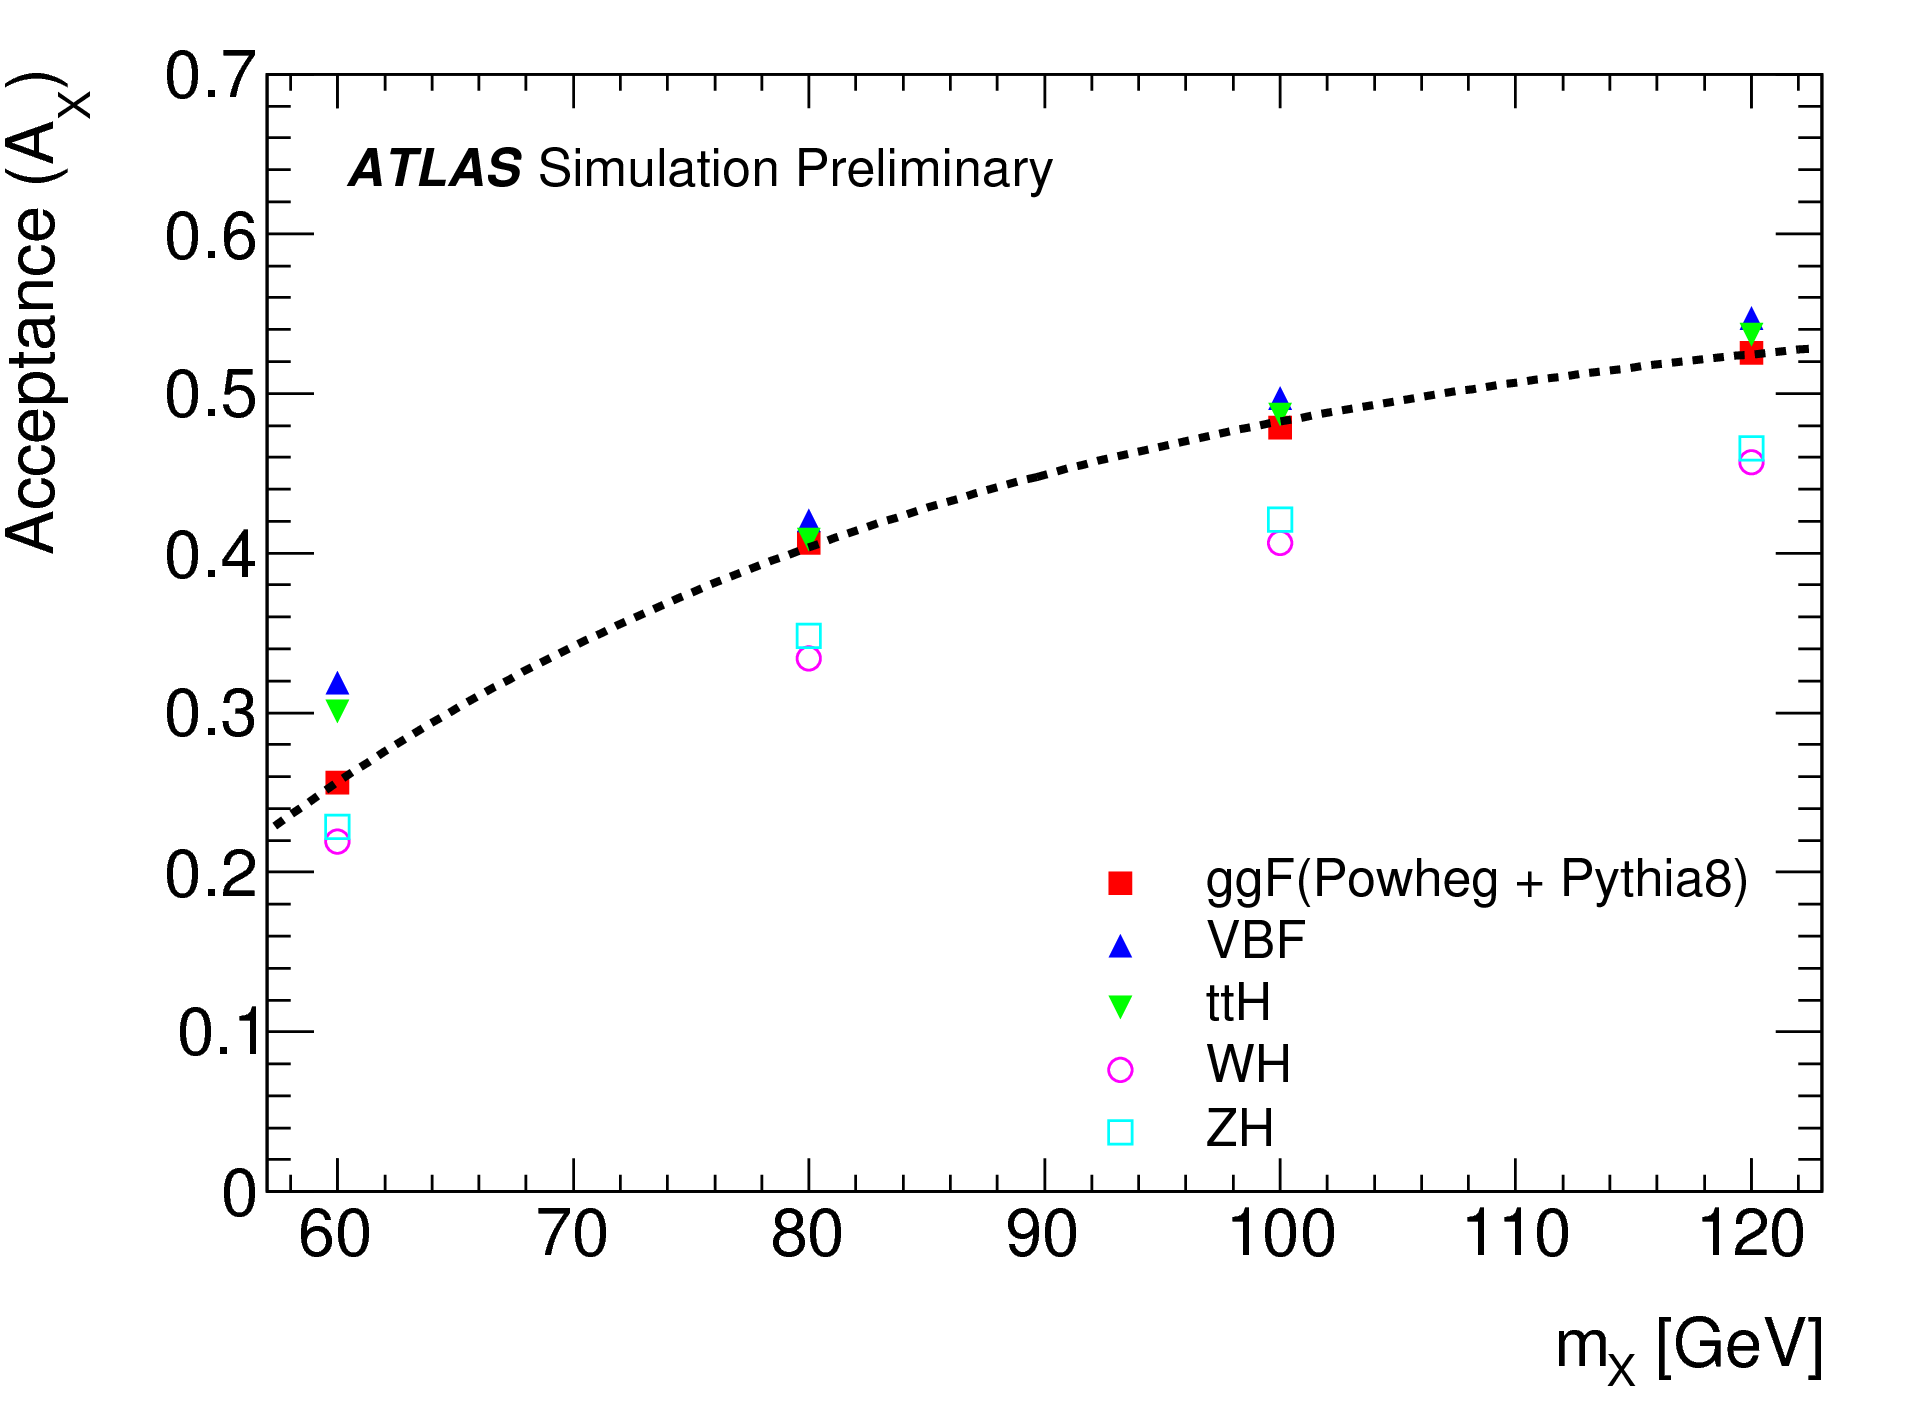 Acceptance (A_X)
0.7
0.6
0.5
0.4
0.3
0.2
0.1
0
ATLAS Simulation Preliminary
ggF(Powheg + Pythia8)
VBF
ttH
WH
ZH
60 70 80 90 100 110 120
m_X [GeV]